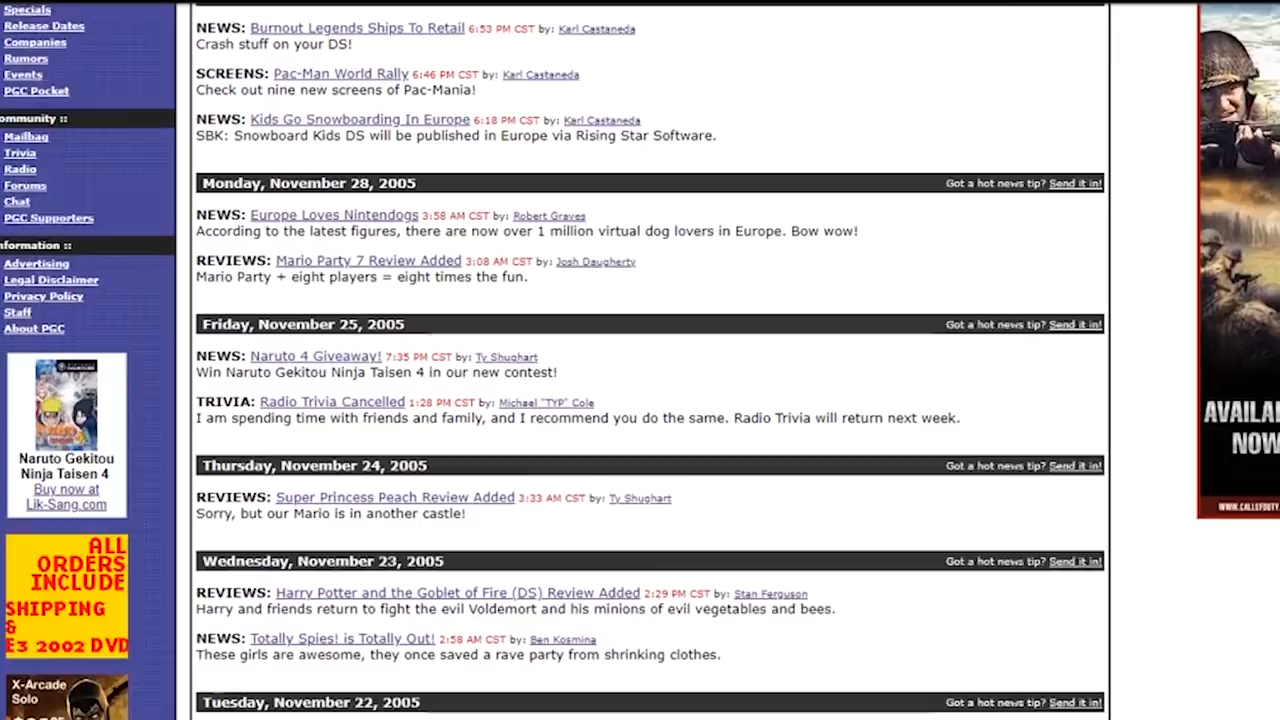 Specials
Release Dates
Companies
Rumors
Events
PGC Pocket
ommunity ::
Mailbag
Trivia
Radio
Forums
Chat
PGC Supporters
nformation ::
Advertising
Legal Disclaimer
Privacy Policy
Staff
About PGC
Naruto Gekitou
Ninja Taisen 4
Buy now at
Lik-Sang.com
ALL
ORDERS
INCLUDE
SHIPPING
&
E3 2002 DVD
X-Arcade
Solo
NEWS: Burnout Legends Ships To Retail 6:53 PM CST by: Karl Castaneda
Crash stuff on your DS!
SCREENS: Pac-Man World Rally 6:46 PM CST by: Karl Castaneda
Check out nine new screens of Pac-Mania!
NEWS: Kids Go Snowboarding In Europe 6:18 PM CST by: Karl Castaneda
SBK: Snowboard Kids DS will be published in Europe via Rising Star Software.
Monday, November 28, 2005 Got a hot news tip? Send it in!
NEWS: Europe Loves Nintendogs 3:58 AM CST by: Robert Graves
According to the latest figures, there are now over 1 million virtual dog lovers in Europe. Bow wow!
REVIEWS: Mario Party 7 Review Added 3:08 AM CST by: Josh Daugherty
Mario Party + eight players = eight times the fun.
Friday, November 25, 2005 Got a hot news tip? Send it in!
NEWS: Naruto 4 Giveaway! 7:35 PM CST by: Ty Shughart
Win Naruto Gekitou Ninja Taisen 4 in our new contest!
TRIVIA: Radio Trivia Cancelled 1:28 PM CST by: Michael "TYP" Cole
I am spending time with friends and family, and I recommend you do the same. Radio Trivia will return next week.
Thursday, November 24, 2005 Got a hot news tip? Send it in!
REVIEWS: Super Princess Peach Review Added 3:33 AM CST by: Ty Shughart
Sorry, but our Mario is in another castle!
Wednesday, November 23, 2005 Got a hot news tip? Send it in!
REVIEWS: Harry Potter and the Goblet of Fire (DS) Review Added 2:29 PM CST by: Stan Ferguson
Harry and friends return to fight the evil Voldemort and his minions of evil vegetables and bees.
NEWS: Totally Spies! is Totally Out! 2:58 AM CST by: Ben Kosmina
These girls are awesome, they once saved a rave party from shrinking clothes.
Tuesday, November 22, 2005 Got a hot news tip? Send it in!
AVAILA
NOW
WWW.CALLOFDUTY.